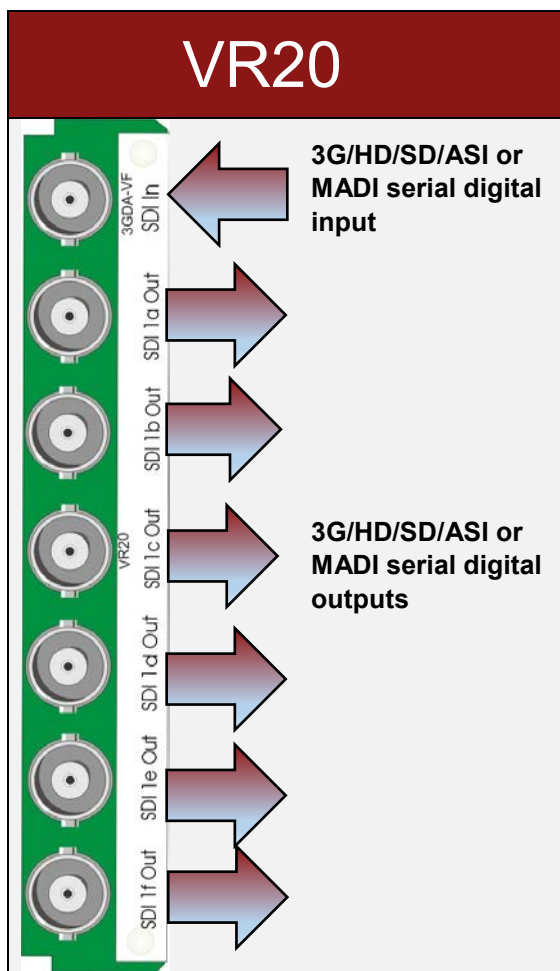 VR20
3G/HD/SD/ASI or
MADI serial digital
input
3GDA-VF
SDI In
SDI 1a Out
SDI 1b Out
VR20
SDI 1c Out
3G/HD/SD/ASI or
MADI serial digital
outputs
SDI 1d Out
SDI 1e Out
SDI 1f Out